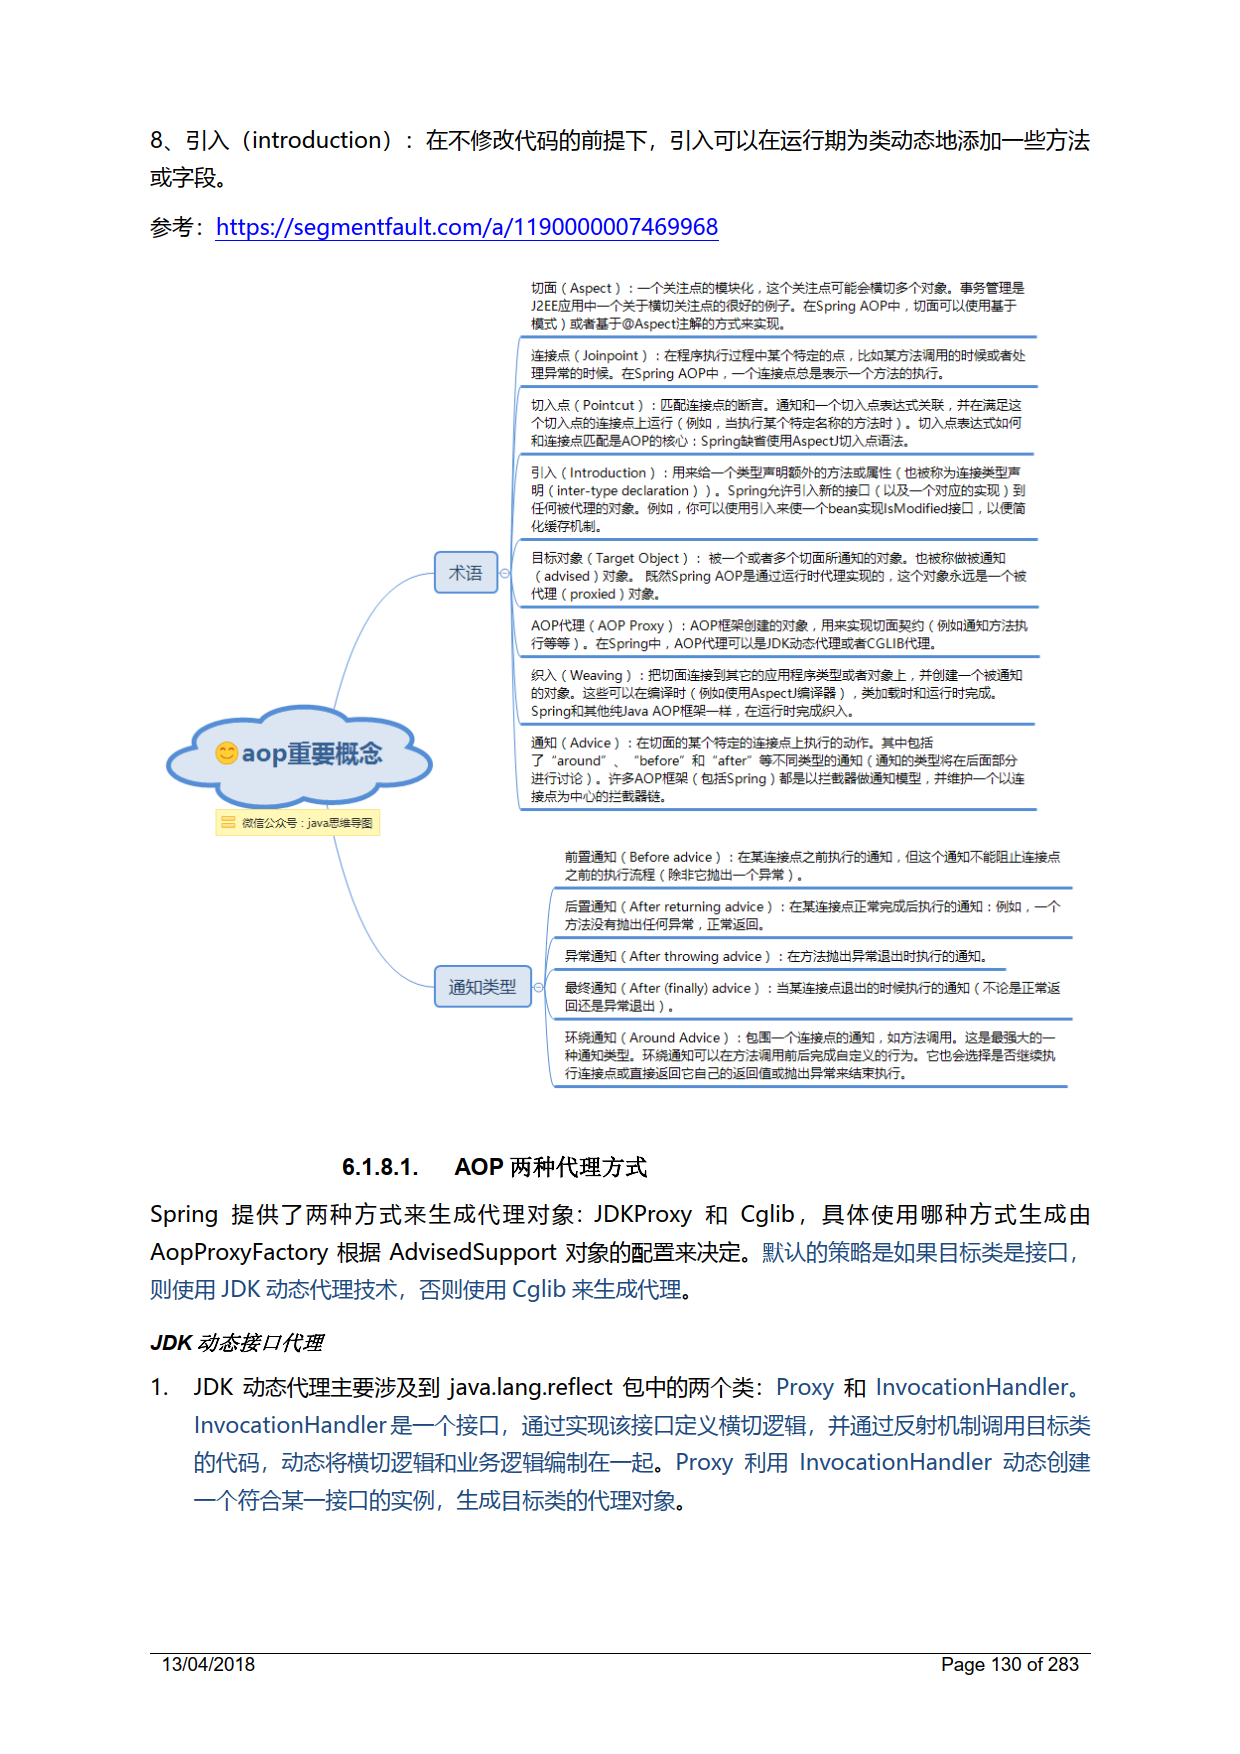 8、引入（introduction）：在不修改代码的前提下，引入可以在运行期为类动态地添加一些方法
或字段。
参考：https://segmentfault.com/a/1190000007469968
切面（Aspect）：一个关注点的模块化，这个关注点可能会横切多个对象。事务管理是
J2EE应用中一个关于横切关注点的很好的例子。在Spring AOP中，切面可以使用基于
模式）或者基于@Aspect注解的方式来实现。
连接点（Joinpoint）：在程序执行过程中某个特定的点，比如某方法调用的时候或者处
理异常的时候。在Spring AOP中，一个连接点总是表示一个方法的执行。
切入点（Pointcut）：匹配连接点的断言。通知和一个切入点表达式关联，并在满足这
个切入点的连接点上运行（例如，当执行某个特定名称的方法时）。切入点表达式如何
和连接点匹配是AOP的核心：Spring缺省使用AspectJ切入点语法。
引入（Introduction）：用来给一个类型声明额外的方法或属性（也被称为连接类型声
明（inter-type declaration））。Spring允许引入新的接口（以及一个对应的实现）到
任何被代理的对象。例如，你可以使用引入来使一个bean实现IsModified接口，以便简
化缓存机制。
目标对象（Target Object）： 被一个或者多个切面所通知的对象。也被称做被通知
（advised）对象。 既然Spring AOP是通过运行时代理实现的，这个对象永远是一个被
代理（proxied）对象。
术语
AOP代理（AOP Proxy）：AOP框架创建的对象，用来实现切面契约（例如通知方法执
行等等）。在Spring中，AOP代理可以是JDK动态代理或者CGLIB代理。
织入（Weaving）：把切面连接到其它的应用程序类型或者对象上，并创建一个被通知
的对象。这些可以在编译时（例如使用AspectJ编译器），类加载时和运行时完成。
Spring和其他纯Java AOP框架一样，在运行时完成织入。
通知（Advice）：在切面的某个特定的连接点上执行的动作。其中包括
了“around”、“before”和“after”等不同类型的通知（通知的类型将在后面部分
进行讨论）。许多AOP框架（包括Spring）都是以拦截器做通知模型，并维护一个以连
接点为中心的拦截器链。
aop重要概念
微信公众号：java思维导图
前置通知（Before advice）：在某连接点之前执行的通知，但这个通知不能阻止连接点
之前的执行流程（除非它抛出一个异常）。
后置通知（After returning advice）：在某连接点正常完成后执行的通知：例如，一个
方法没有抛出任何异常，正常返回。
异常通知（After throwing advice）：在方法抛出异常退出时执行的通知。
通知类型
最终通知（After (finally) advice）：当某连接点退出的时候执行的通知（不论是正常返
回还是异常退出）。
环绕通知（Around Advice）：包围一个连接点的通知，如方法调用。这是最强大的一
种通知类型。环绕通知可以在方法调用前后完成自定义的行为。它也会选择是否继续执
行连接点或直接返回它自己的返回值或抛出异常来结束执行。
6.1.8.1. AOP 两种代理方式
Spring 提供了两种方式来生成代理对象: JDKProxy 和 Cglib，具体使用哪种方式生成由
AopProxyFactory 根据 AdvisedSupport 对象的配置来决定。默认的策略是如果目标类是接口，
则使用 JDK 动态代理技术，否则使用 Cglib 来生成代理。
JDK 动态接口代理
1. JDK 动态代理主要涉及到 java.lang.reflect 包中的两个类：Proxy 和 InvocationHandler。
InvocationHandler是一个接口，通过实现该接口定义横切逻辑，并通过反射机制调用目标类
的代码，动态将横切逻辑和业务逻辑编制在一起。Proxy 利用 InvocationHandler 动态创建
一个符合某一接口的实例，生成目标类的代理对象。
13/04/2018 Page 130 of 283